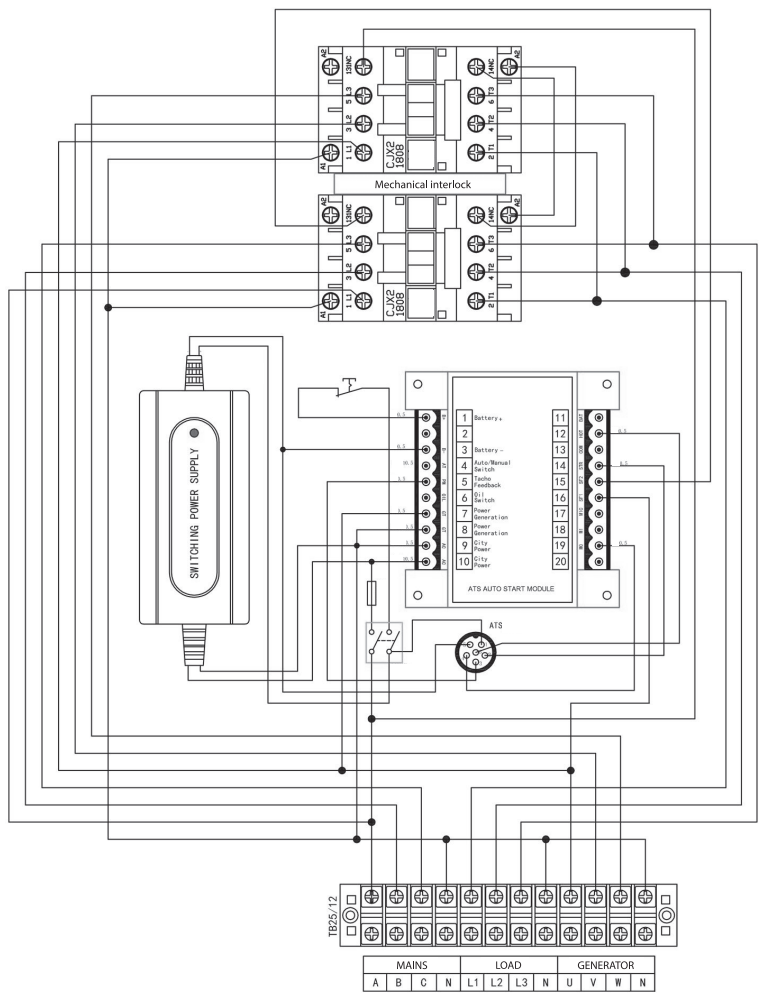 A2
13INC
5 L3
3 L2
1 L1
A1
CJX2
1808
14NC
A2
6 T3
4 T2
2 T1
Mechanical interlock
A2
13INC
5 L3
3 L2
1 L1
A1
CJX2
1808
14NC
A2
6 T3
4 T2
2 T1
SWITCHING POWER SUPPLY
1 Battery+
2
3 Battery-
4 Auto/Manual
Switch
5 Tacho
Feedback
6 Oil
Switch
7 Power
Generation
8 Power
Generation
9 City
Power
10 City
Power
11
12
13
14
15
16
17
18
19
20
ATS AUTO START MODULE
ATS
TB25/12
MAINS LOAD GENERATOR
A B C N L1 L2 L3 N U V W N